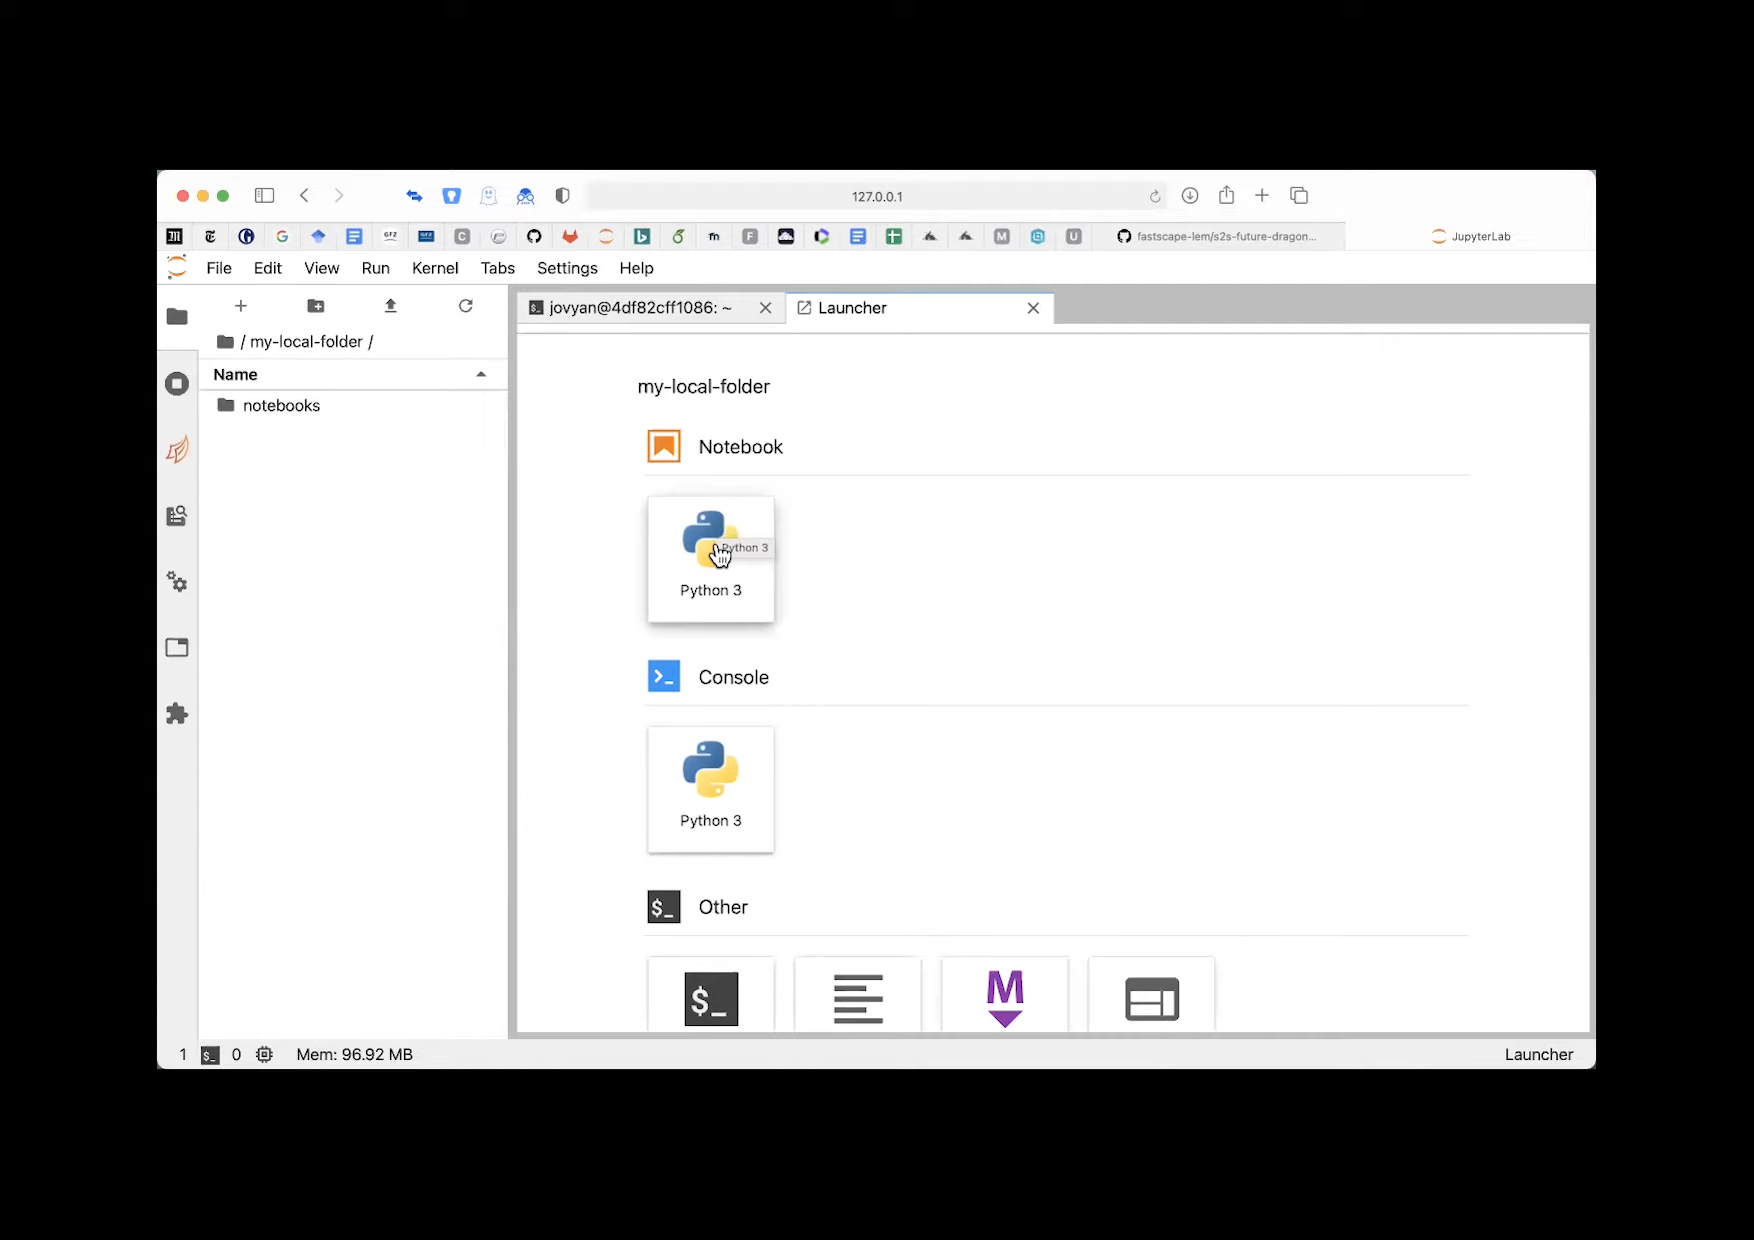 127.0.0.1
fastscape-lem/s2s-future-dragon...
JupyterLab
File Edit View Run Kernel Tabs Settings Help
jovyan@4df82cff1086: ~
Launcher
/ my-local-folder /
Name
notebooks
my-local-folder
Notebook
Python 3
Python 3
Console
Python 3
$_ Other
$_
M
1 $_ 0 Mem: 96.92 MB
Launcher